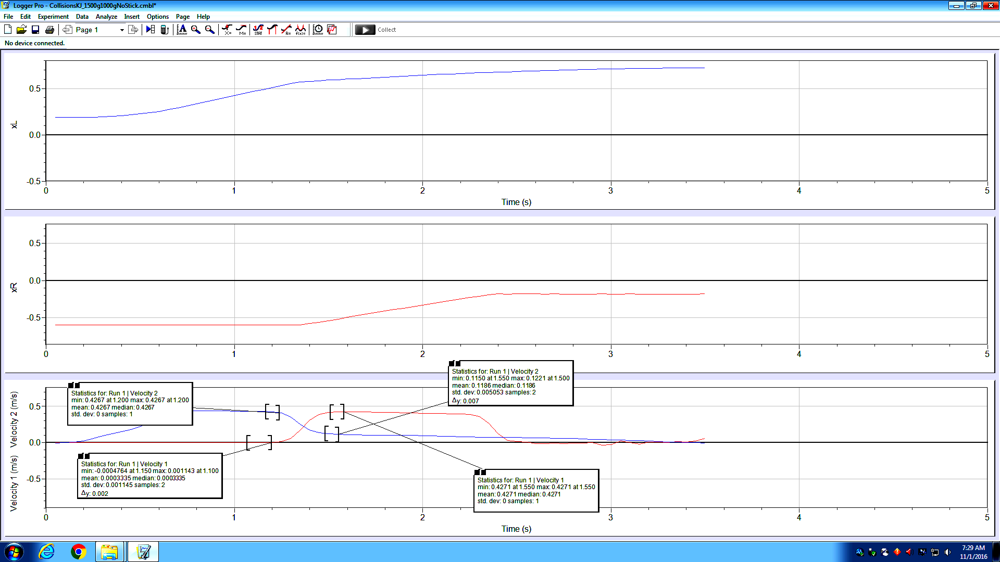 Logger Pro - CollisionsKJ_1500g1000gNoStick.cmbl*
File Edit Experiment Data Analyze Insert Options Page Help
Page 1
Collect
No device connected.
0.5
0.0
-0.5
xL
0 1 2 3 4 5
Time (s)
0.5
0.0
-0.5
xR
0 1 2 3 4 5
Statistics for: Run 1 | Velocity 2
min: 0.1150 at 1.550 max: 0.1221 at 1.500
mean: 0.1186 median: 0.1186
std. dev: 0.005053 samples: 2
Δy: 0.007
Statistics for: Run 1 | Velocity 2
min: 0.4267 at 1.200 max: 0.4267 at 1.200
mean: 0.4267 median: 0.4267
std. dev: 0 samples: 1
Velocity 1 (m/s) Velocity 2 (m/s)
0.5
0.0
-0.5
Statistics for: Run 1 | Velocity 1
min: -0.0004764 at 1.150 max: 0.001143 at 1.100
mean: 0.0003335 median: 0.0003335
std. dev: 0.001145 samples: 2
Δy: 0.002
Statistics for: Run 1 | Velocity 1
min: 0.4271 at 1.550 max: 0.4271 at 1.550
mean: 0.4271 median: 0.4271
std. dev: 0 samples: 1
0 1 2 3 4 5
Time (s)
7:29 AM
11/1/2016